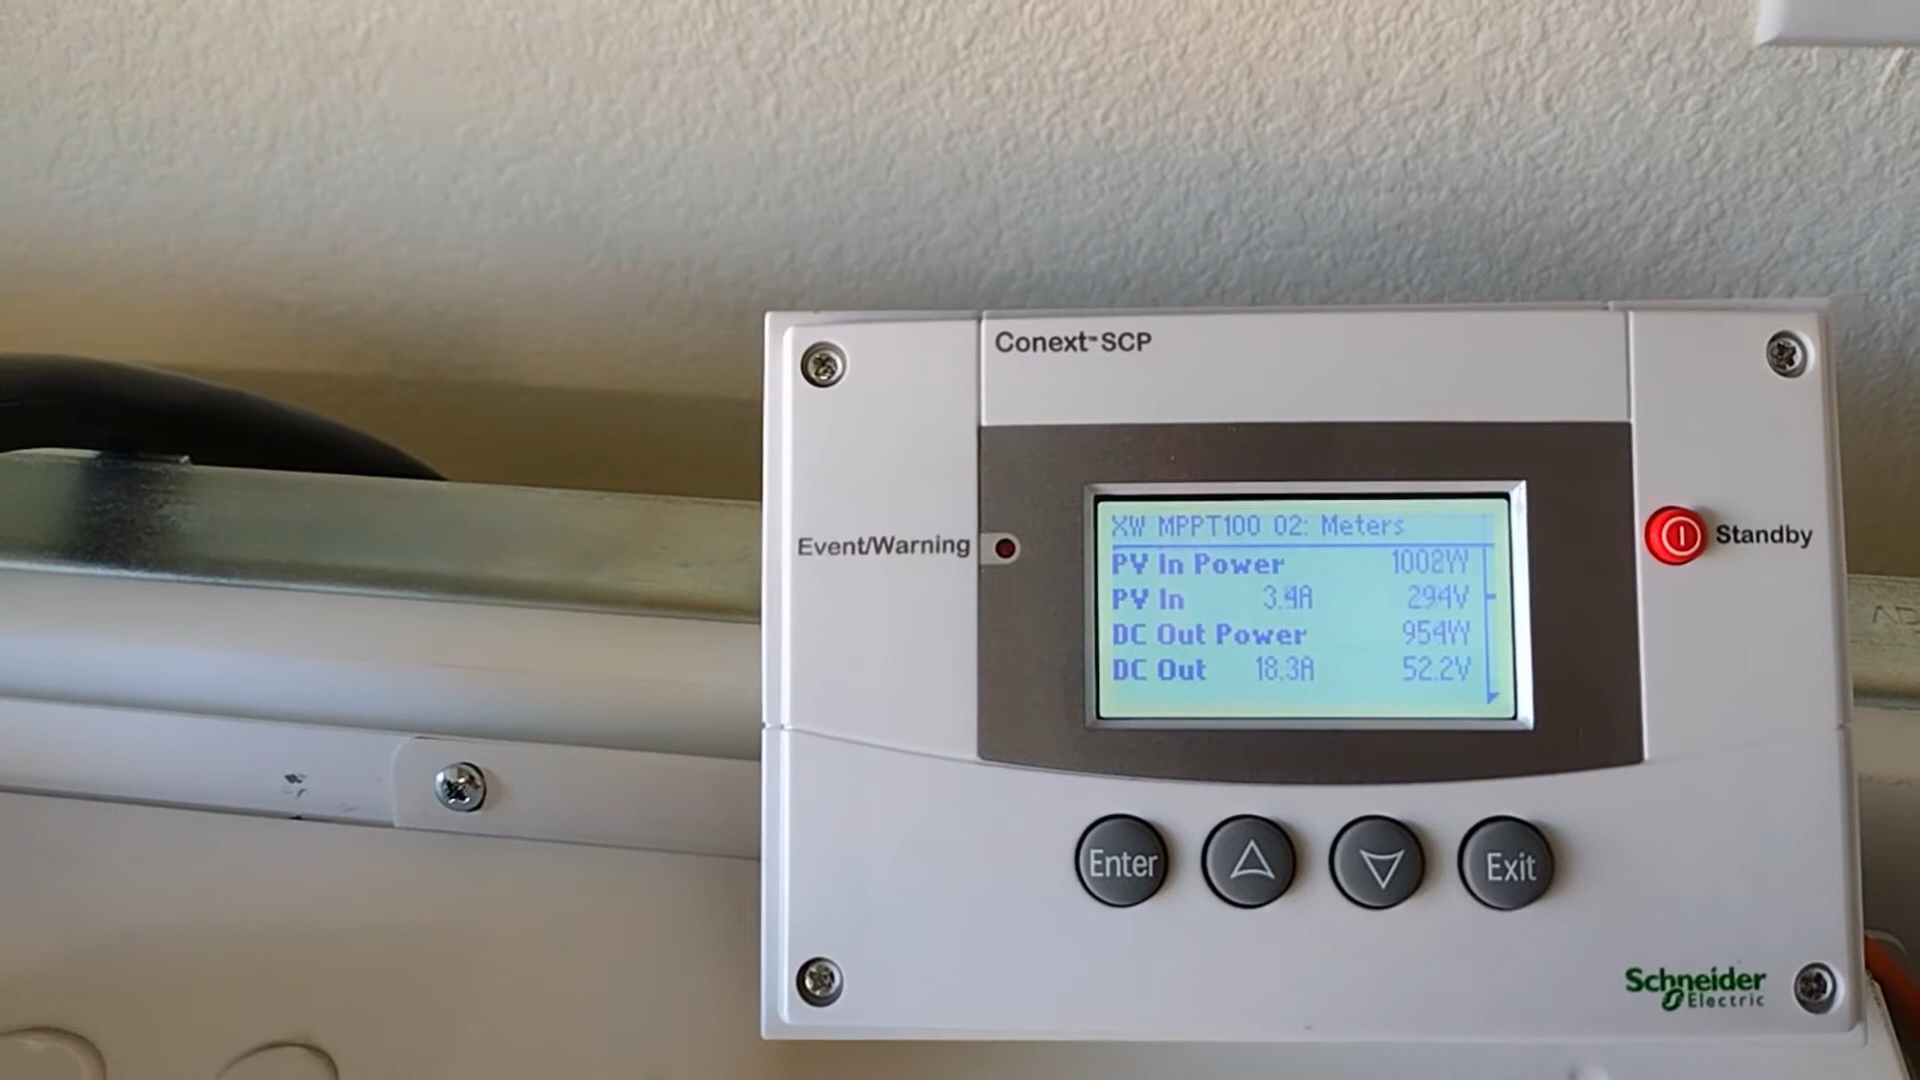 Conext™ SCP
Event/Warning
XW MPPT100 02: Meters
PV In Power 1002W
PV In 3.4A 294V
DC Out Power 954W
DC Out 18.3A 52.2V
Standby
Enter
Exit
Schneider
Electric